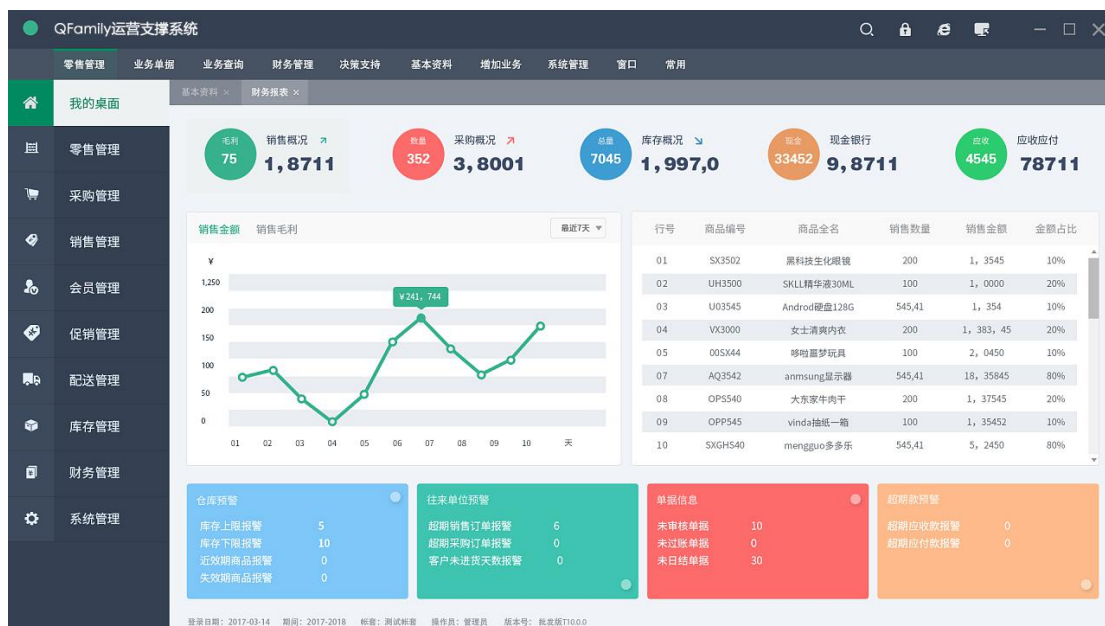 QFamily运营支撑系统
零售管理 业务单据 业务查询 财务管理 决策支持 基本资料 增加业务 系统管理 窗口 常用
基本资料 × 财务报表 ×
我的桌面
零售管理
采购管理
销售管理
会员管理
促销管理
配送管理
库存管理
财务管理
系统管理
毛利 75 销售概况 1,8711
数量 352 采购概况 3,8001
总量 7045 库存概况 1,997,0
现金 33452 现金银行 9,8711
应收 4545 应收应付 78711
销售金额 销售毛利 最近7天
¥
1,250
200
150
100
50
0
¥241, 744
01 02 03 04 05 06 07 08 09 10 天
行号 商品编号 商品全名 销售数量 销售金额 金额占比
01 SX3502 黑科技生化眼镜 200 1, 3545 10%
02 UH3500 SKLL精华液30ML 100 1, 0000 20%
03 U03545 Androd硬盘128G 545,41 1, 354 10%
04 VX3000 女士清爽内衣 200 1, 383, 45 20%
05 00SX44 哆啦噩梦玩具 100 2, 0450 10%
07 AQ3542 anmsung显示器 545,41 18, 35845 80%
08 OPS540 大东家牛肉干 200 1, 37545 20%
09 OPP545 vinda抽纸一箱 100 1, 35452 10%
10 SXGHS40 mengguo多多乐 545,41 5, 2450 80%
仓库预警
库存上限报警 5
库存下限报警 10
近效期商品报警 0
失效期商品报警 0
往来单位预警
超期销售订单报警 6
超期采购订单报警 0
客户未进货天数报警 0
单据信息
未审核单据 10
未过账单据 0
未日结单据 30
超期款预警
超期应收款报警 0
超期应付款报警 0
登录日期: 2017-03-14 期间: 2017-2018 帐套: 测试帐套 操作员: 管理员 版本号: 批发版T10.0.0